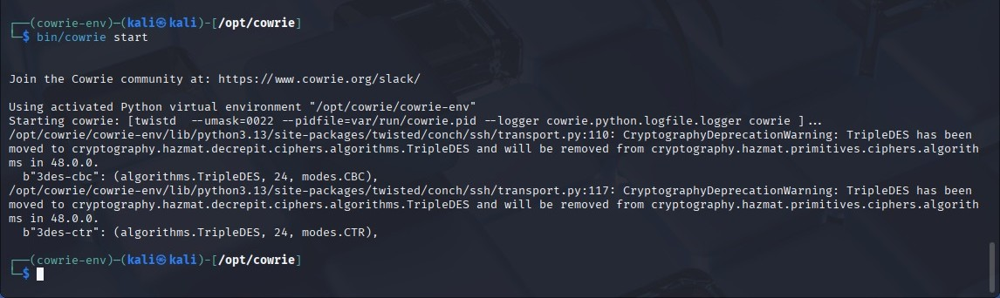 ┌──(cowrie-env)─(kali㉿kali)-[/opt/cowrie]
└─$ bin/cowrie start
Join the Cowrie community at: https://www.cowrie.org/slack/
Using activated Python virtual environment "/opt/cowrie/cowrie-env"
Starting cowrie: [twistd  --umask=0022 --pidfile=var/run/cowrie.pid --logger cowrie.python.logfile.logger cowrie ]...
/opt/cowrie/cowrie-env/lib/python3.13/site-packages/twisted/conch/ssh/transport.py:110: CryptographyDeprecationWarning: TripleDES has been
moved to cryptography.hazmat.decrepit.ciphers.algorithms.TripleDES and will be removed from cryptography.hazmat.primitives.ciphers.algorith
ms in 48.0.0.
  b"3des-cbc": (algorithms.TripleDES, 24, modes.CBC),
/opt/cowrie/cowrie-env/lib/python3.13/site-packages/twisted/conch/ssh/transport.py:117: CryptographyDeprecationWarning: TripleDES has been
moved to cryptography.hazmat.decrepit.ciphers.algorithms.TripleDES and will be removed from cryptography.hazmat.primitives.ciphers.algorith
ms in 48.0.0.
  b"3des-ctr": (algorithms.TripleDES, 24, modes.CTR),
┌──(cowrie-env)─(kali㉿kali)-[/opt/cowrie]
└─$